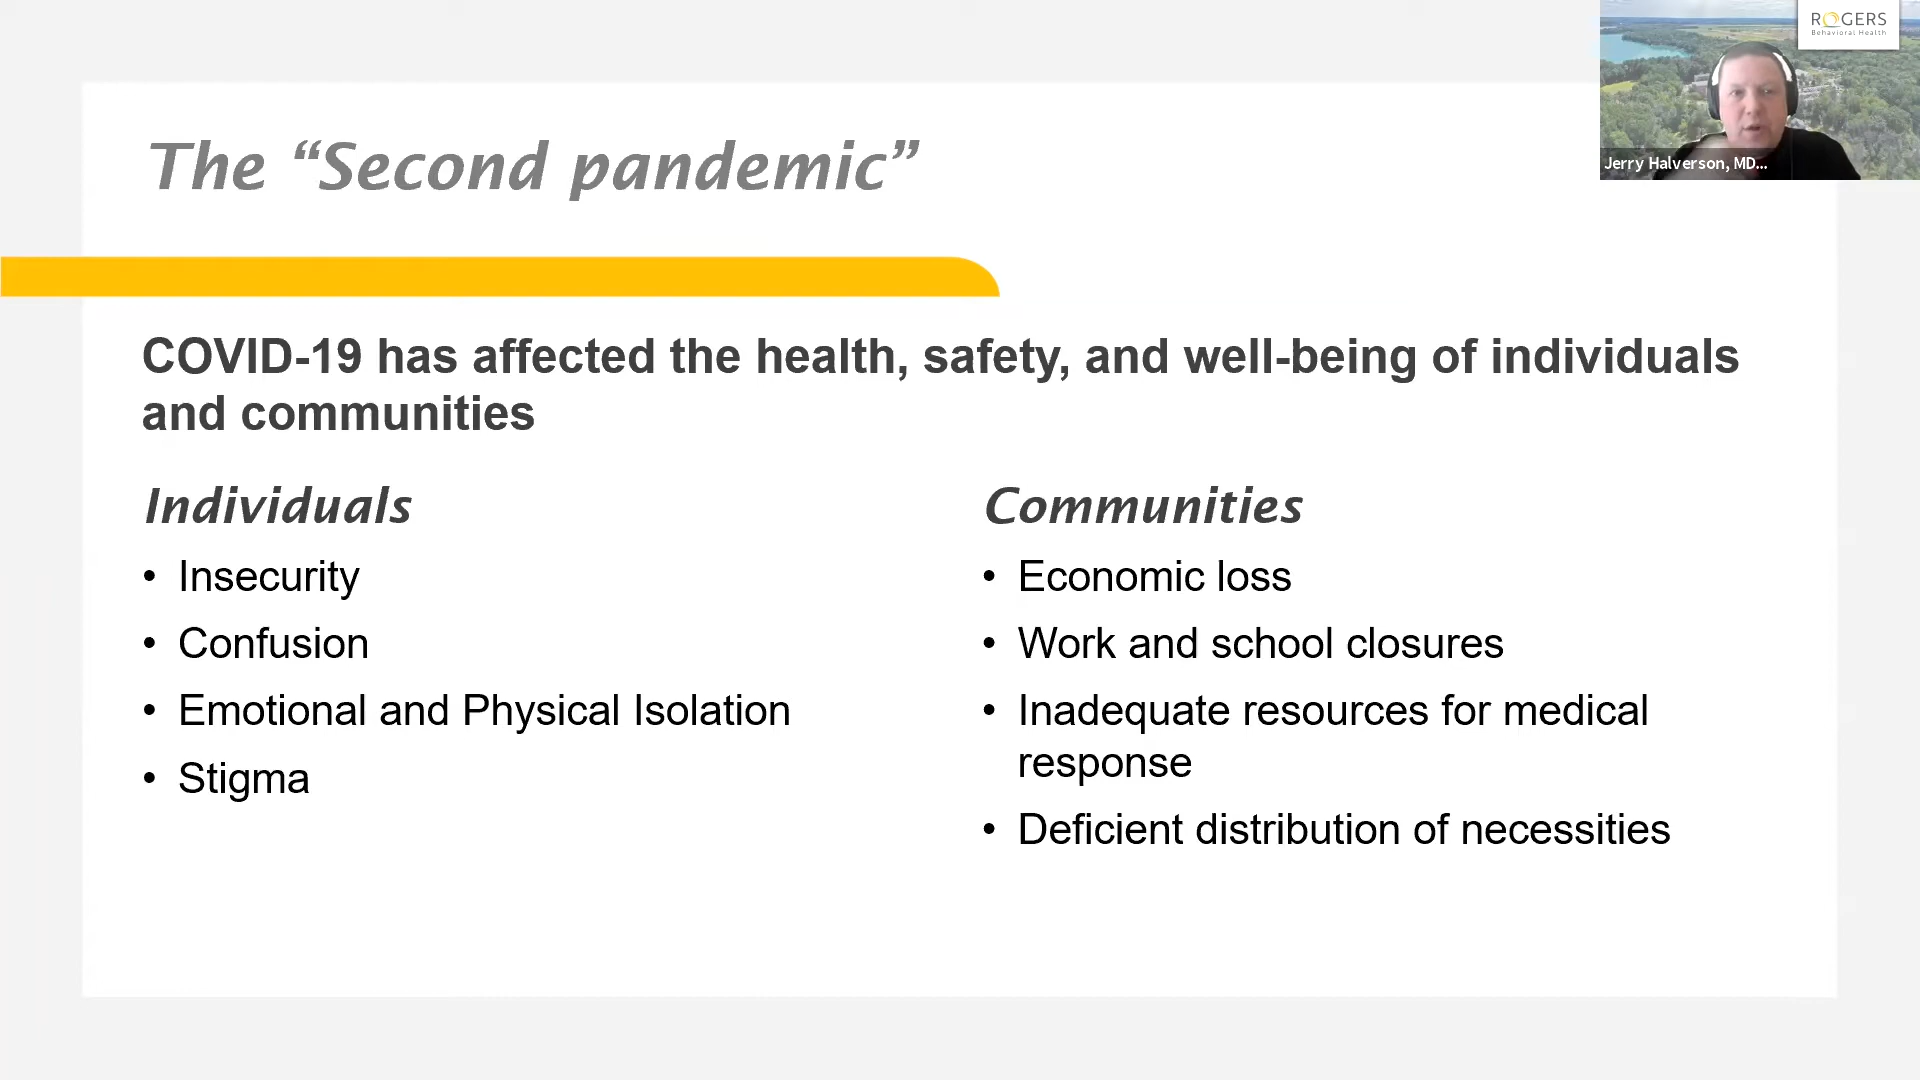 The “Second pandemic”
COVID-19 has affected the health, safety, and well-being of individuals
and communities
Individuals
• Insecurity
• Confusion
• Emotional and Physical Isolation
• Stigma
Communities
• Economic loss
• Work and school closures
• Inadequate resources for medical
response
• Deficient distribution of necessities
ROGERS
Behavioral Health
Jerry Halverson, MD...